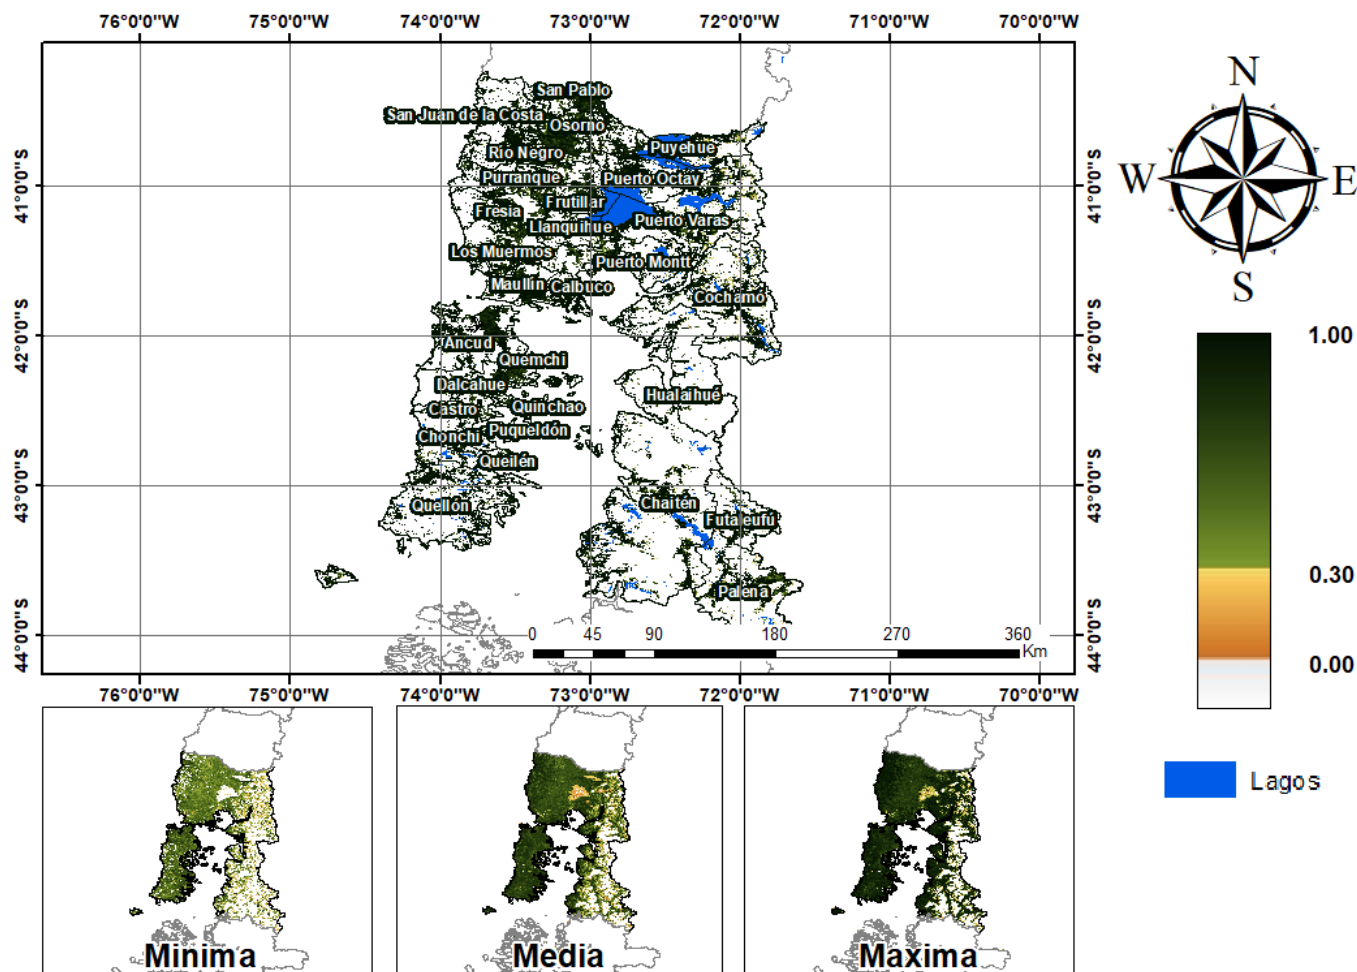 76°0'0"W 75°0'0"W 74°0'0"W 73°0'0"W 72°0'0"W 71°0'0"W 70°0'0"W
N
W
E
S
San Pablo
San Juan de la Costa
Osorno
Río Negro
Puyehue
Purranque
Puerto Octay
Frutillar
Fresia
Puerto Varas
Llanquihue
Los Muermos
Puerto Montt
Maullín
Calbuco
Cochamó
Ancud
Quemchi
Dalcahue
Hualaihué
Castro
Quinchao
Chonchi
Puqueldón
Queilén
Quellón
Chaitén
Futaleufú
Palena
41°0'0"S
42°0'0"S
43°0'0"S
44°0'0"S
41°0'0"S
42°0'0"S
43°0'0"S
44°0'0"S
0 45 90 180 270 360
Km
76°0'0"W 75°0'0"W 74°0'0"W 73°0'0"W 72°0'0"W 71°0'0"W 70°0'0"W
1.00
0.30
0.00
Lagos
Minima
Media
Maxima